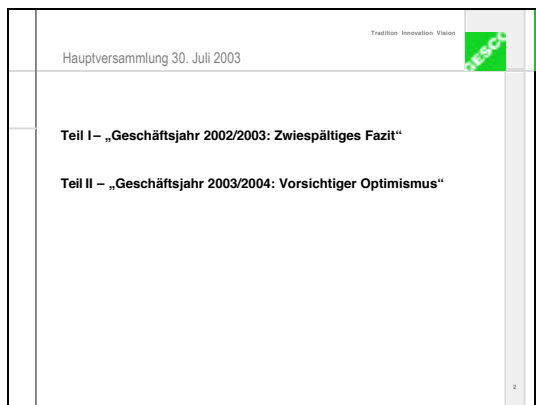 Tradition Innovation Vision
GESCO
Hauptversammlung 30. Juli 2003
Teil I – „Geschäftsjahr 2002/2003: Zwiespältiges Fazit“
Teil II – „Geschäftsjahr 2003/2004: Vorsichtiger Optimismus“
2